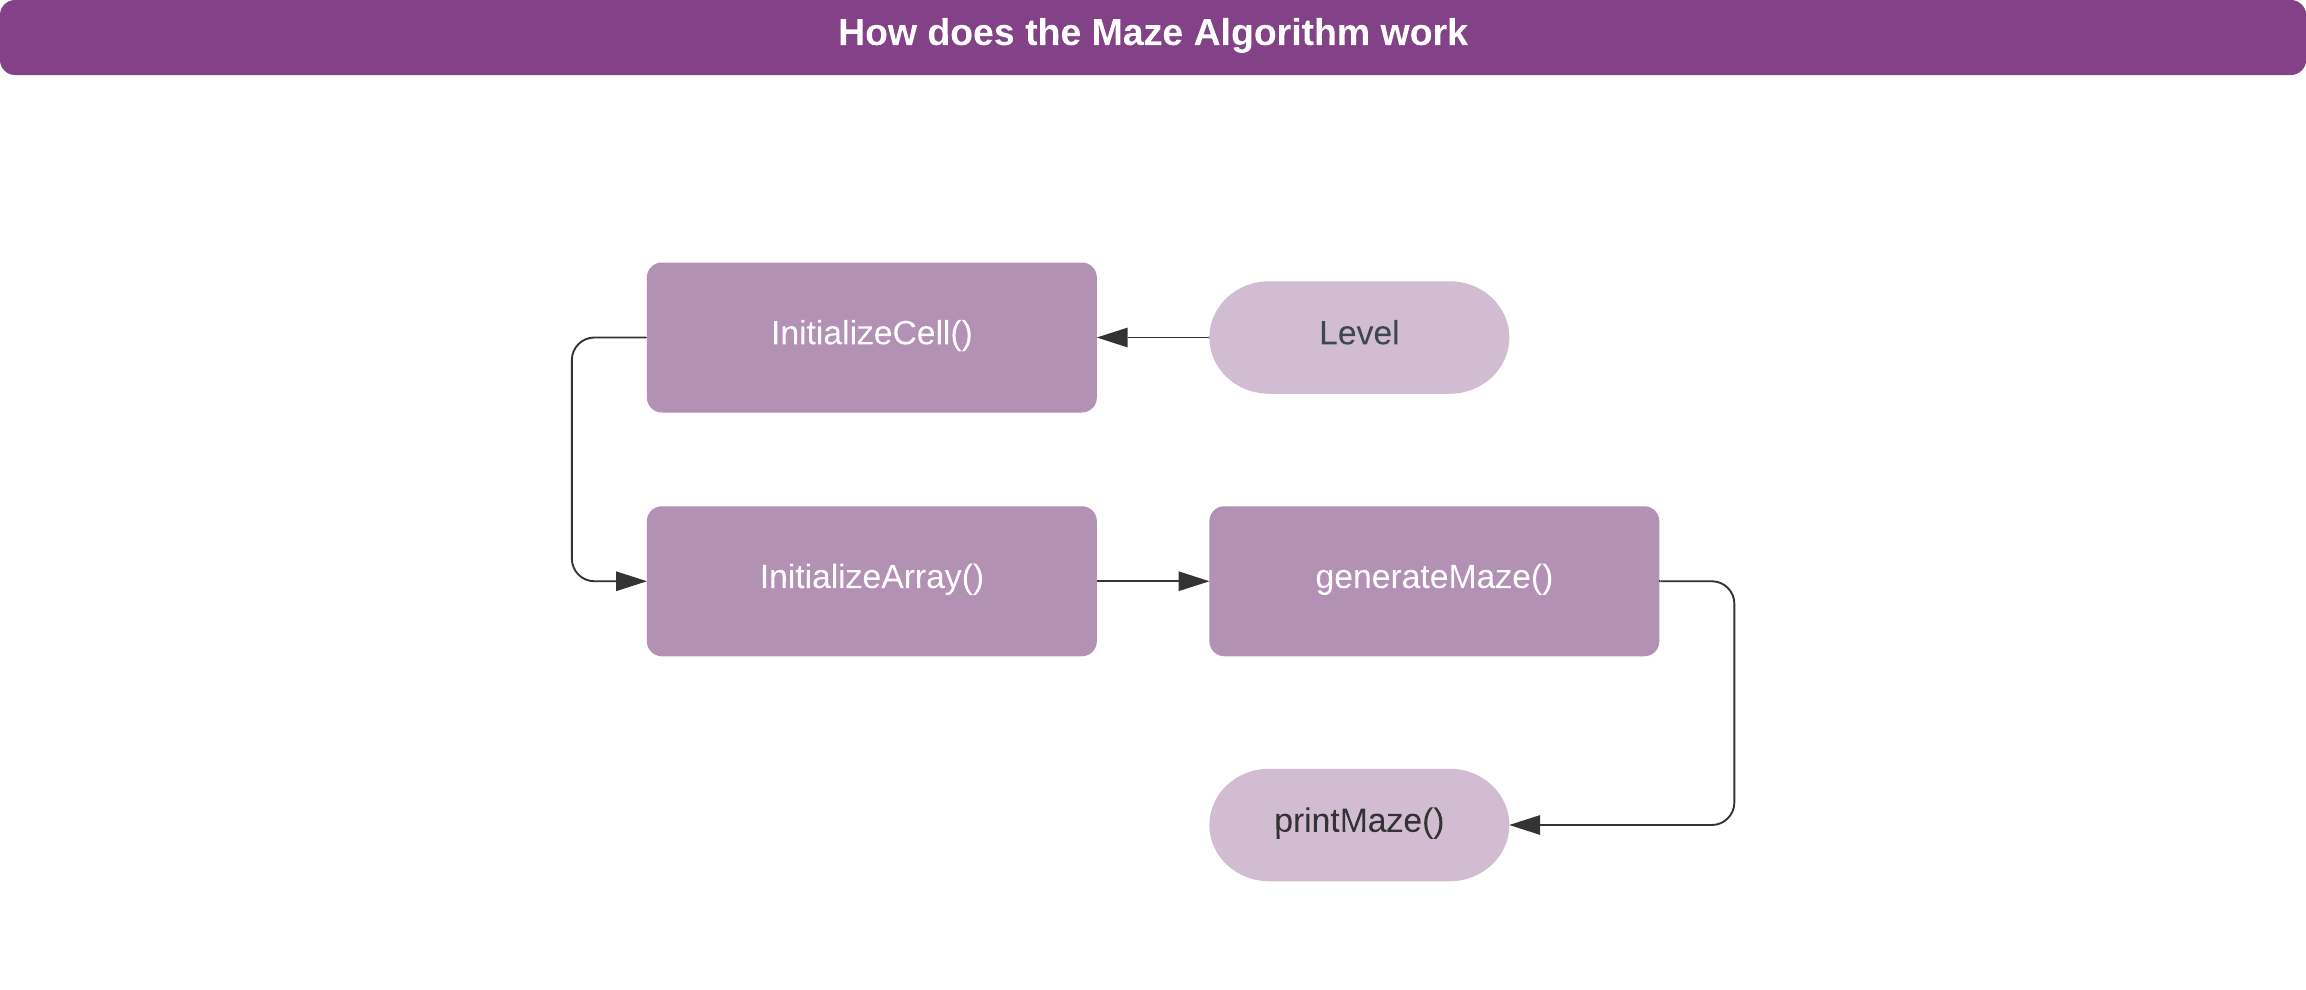 How does the Maze Algorithm work
InitializeCell()
Level
InitializeArray()
generateMaze()
printMaze()